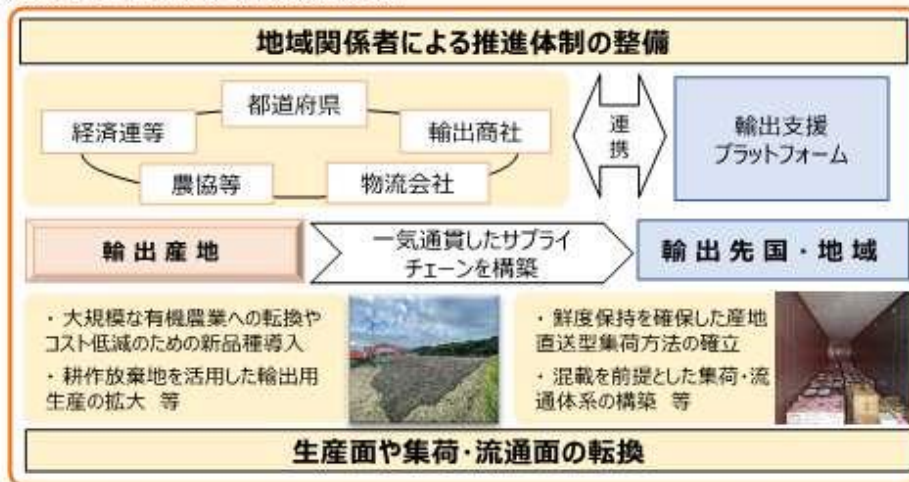 地域関係者による推進体制の整備
都道府県
経済連等
輸出商社
農協等
物流会社
連
携
輸出支援
プラットフォーム
輸出産地
一気通貫したサプライ
チェーンを構築
輸出先国・地域
・大規模な有機農業への転換や
コスト低減のための新品種導入
・耕作放棄地を活用した輸出用
生産の拡大 等
・鮮度保持を確保した産地
直送型集荷方法の確立
・混載を前提とした集荷・流
通体系の構築 等
生産面や集荷・流通面の転換